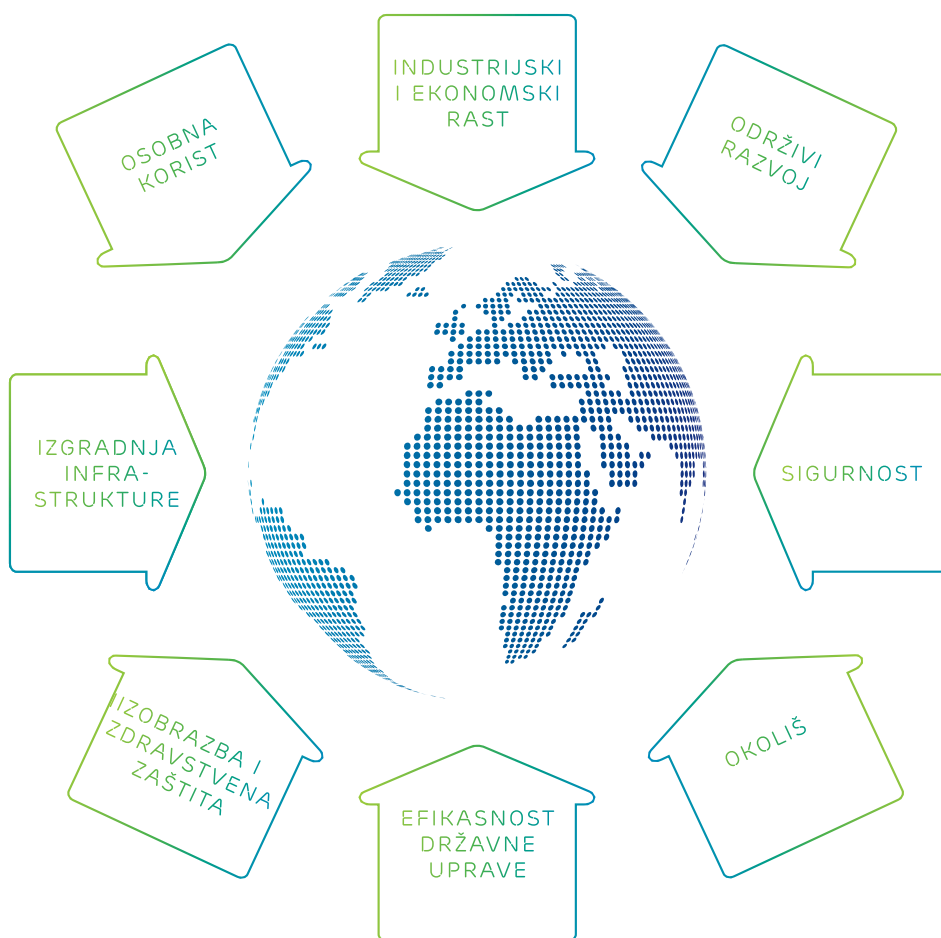 INDUSTRIJSKI
I EKONOMSKI
RAST
OSOBNA
KORIST
ODRŽIVI
RAZVOJ
IZGRADNJA
INFRA-
STRUKTURE
SIGURNOST
IZOBRAZBA I
ZDRAVSTVENA
ZAŠTITA
EFIKASNOST
DRŽAVNE
UPRAVE
OKOLIŠ